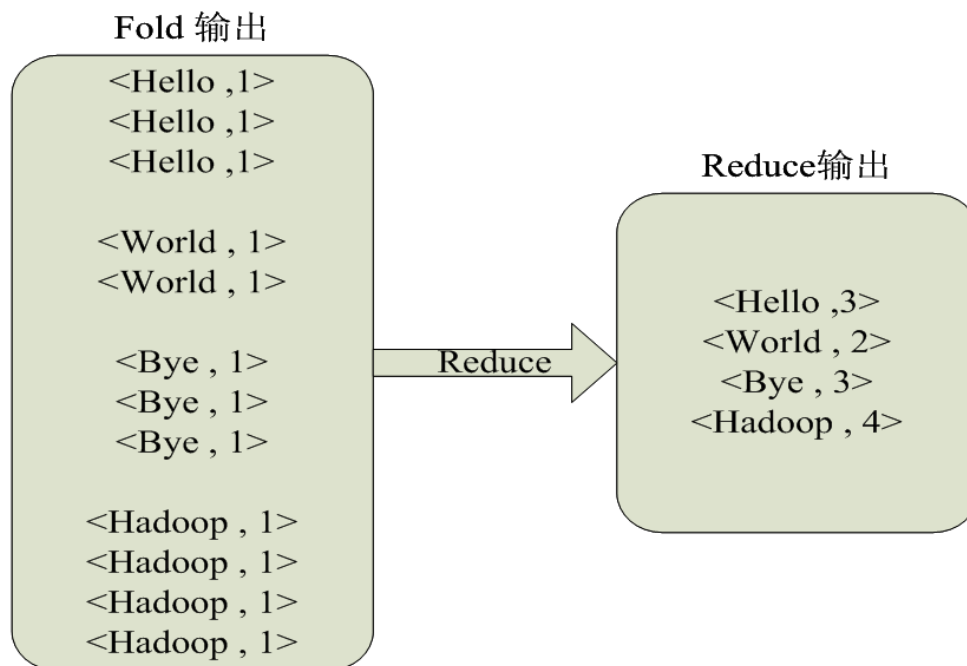 Fold 输出
<Hello ,1>
<Hello ,1>
<Hello ,1>
<World , 1>
<World , 1>
<Bye , 1>
<Bye , 1>
<Bye , 1>
<Hadoop , 1>
<Hadoop , 1>
<Hadoop , 1>
<Hadoop , 1>
Reduce
Reduce输出
<Hello ,3>
<World , 2>
<Bye , 3>
<Hadoop , 4>